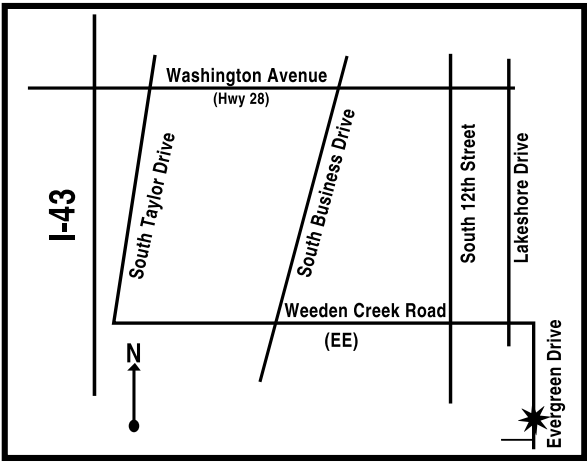 Washington Avenue
(Hwy 28)
I-43
South Taylor Drive
South Business Drive
South 12th Street
Lakeshore Drive
Weeden Creek Road
(EE)
N
Evergreen Drive